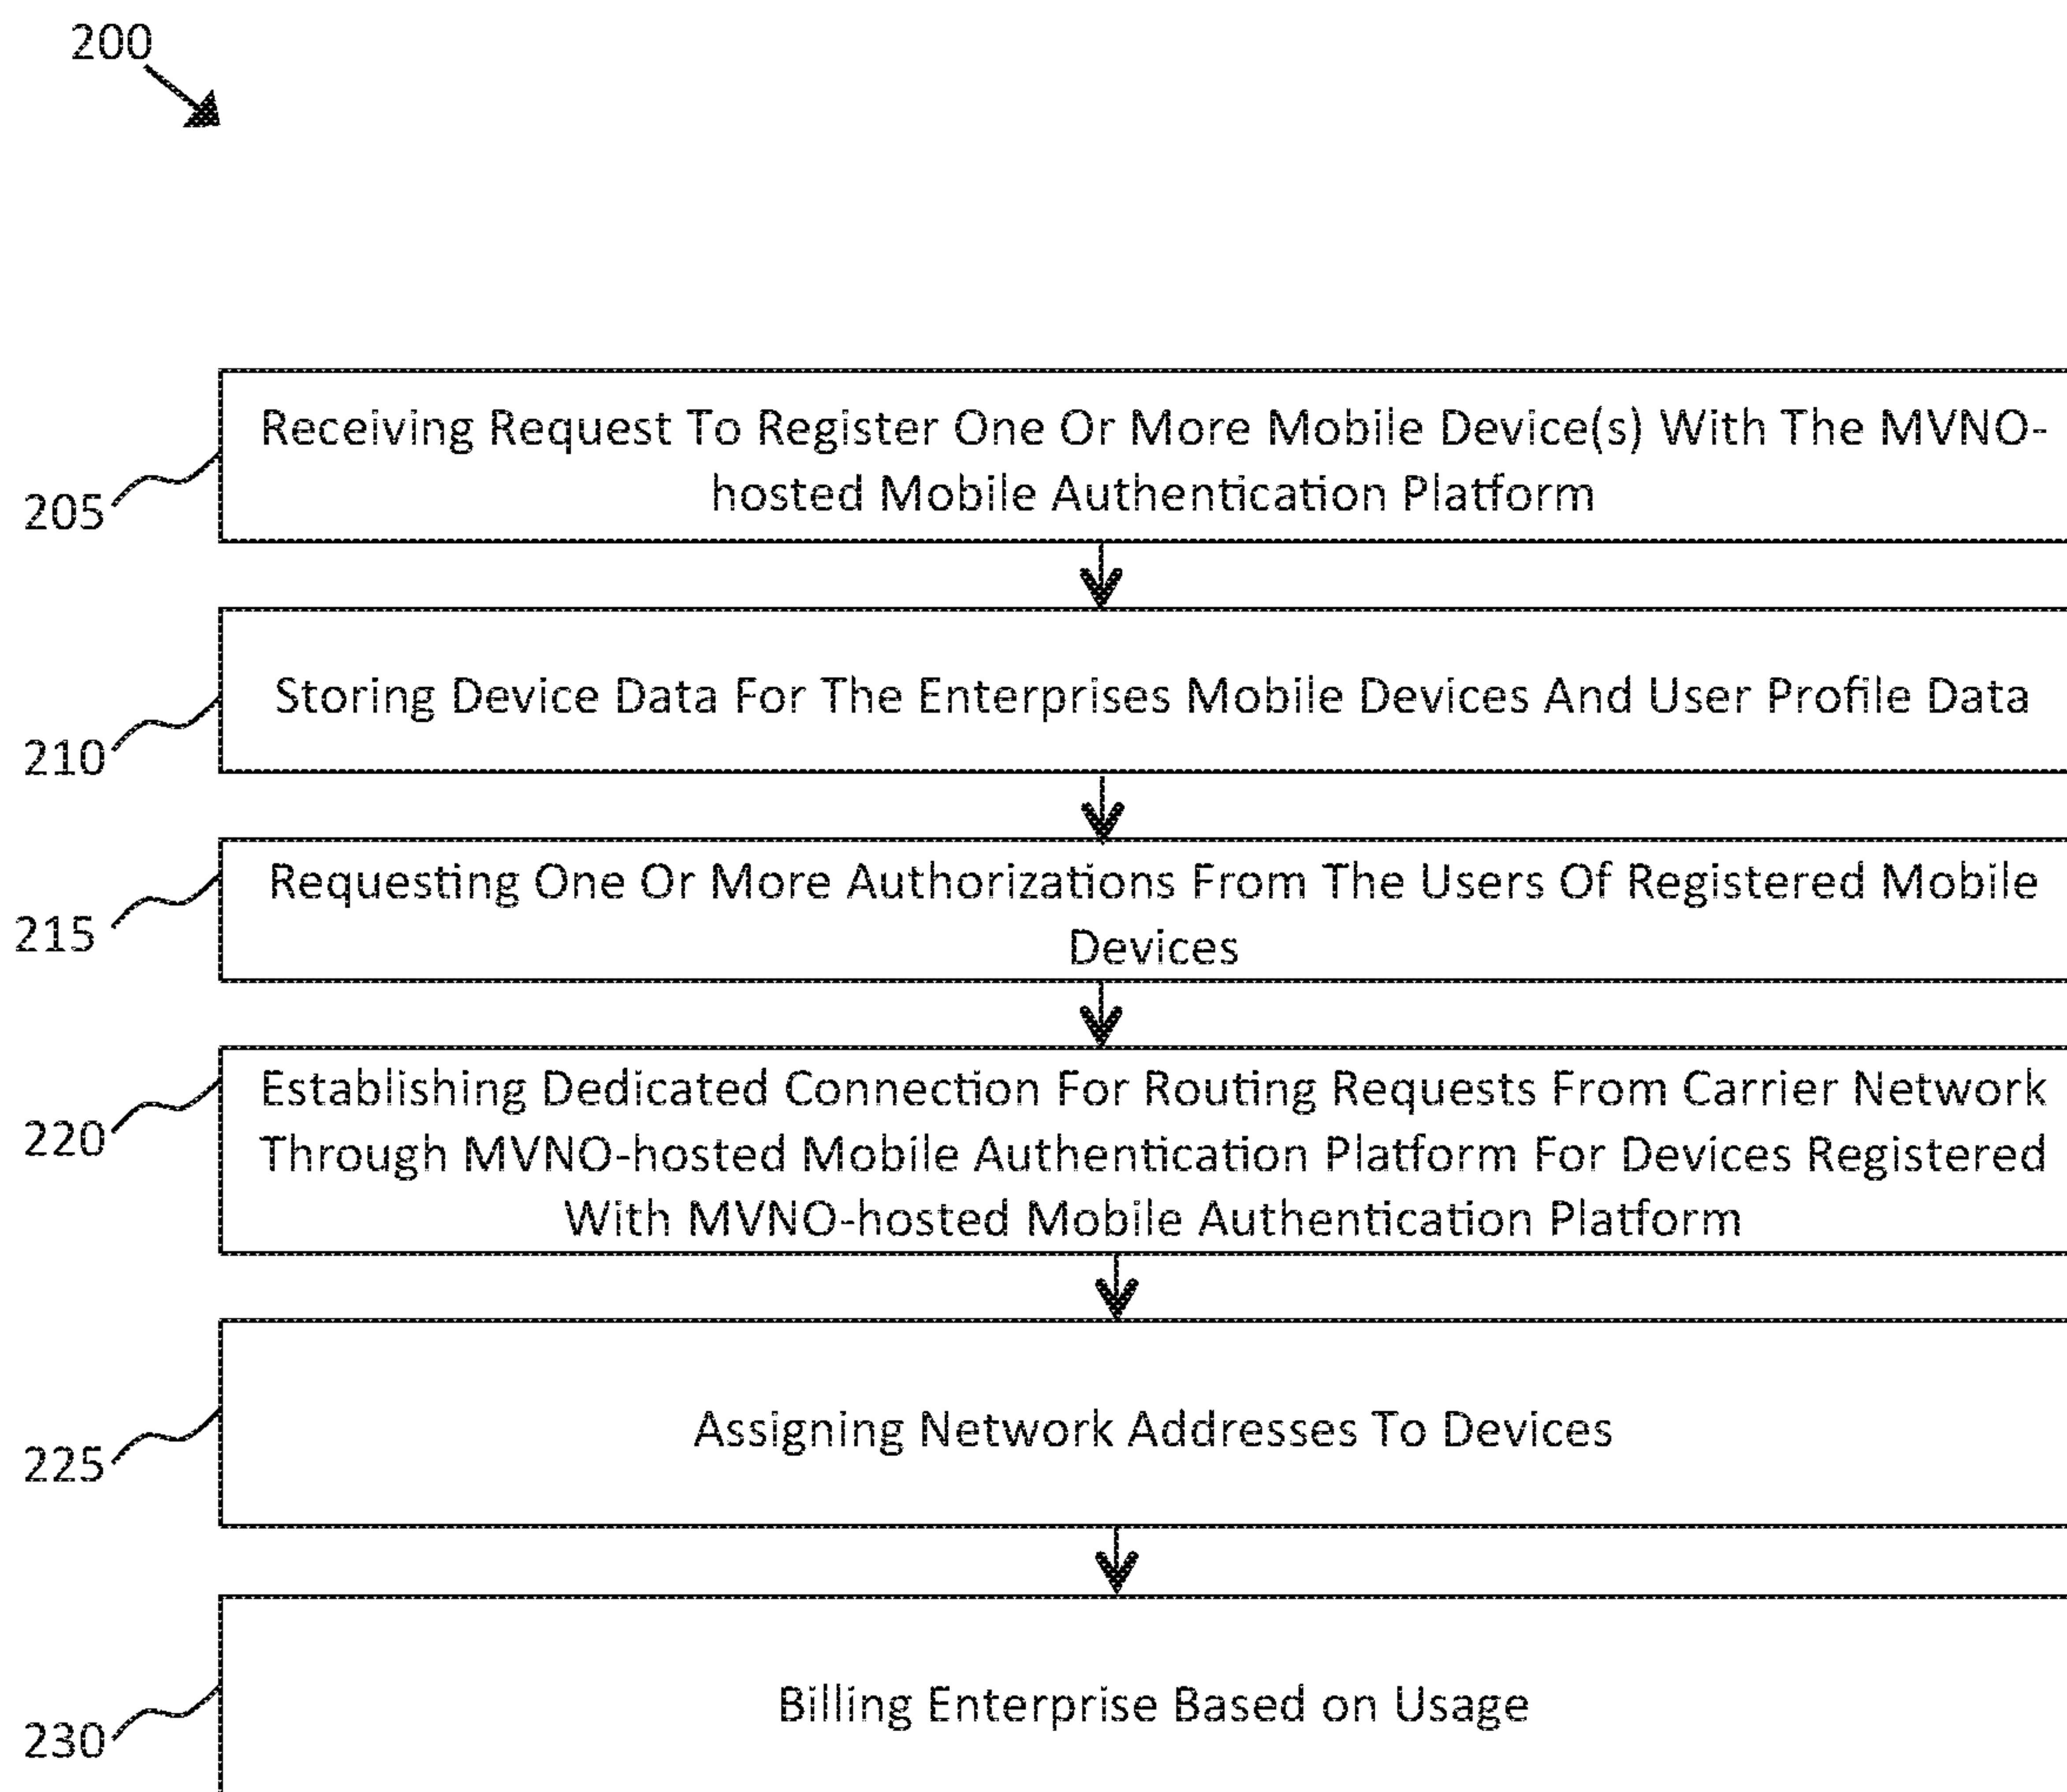 200
Receiving Request To Register One Or More Mobile Device(s) With The MVNO-
hosted Mobile Authentication Platform
205
Storing Device Data For The Enterprises Mobile Devices And User Profile Data
210
Requesting One Or More Authorizations From The Users Of Registered Mobile
Devices
215
Establishing Dedicated Connection For Routing Requests From Carrier Network
Through MVNO-hosted Mobile Authentication Platform For Devices Registered
With MVNO-hosted Mobile Authentication Platform
220
Assigning Network Addresses To Devices
225
Billing Enterprise Based on Usage
230